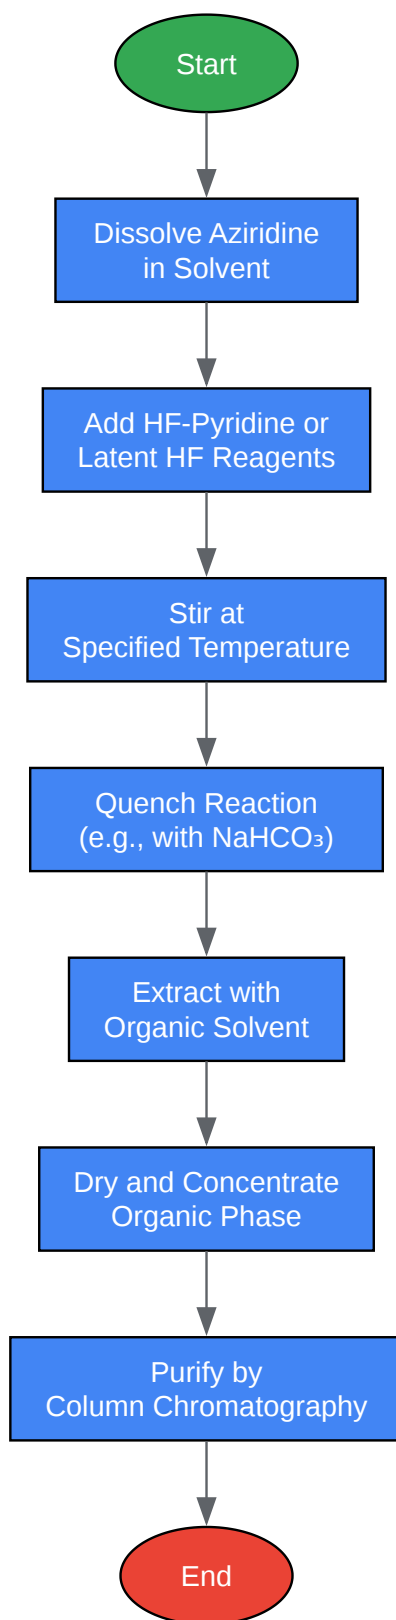 Start
Dissolve Aziridine
in Solvent
Add HF-Pyridine or
Latent HF Reagents
Stir at
Specified Temperature
Quench Reaction
(e.g., with NaHCO₃)
Extract with
Organic Solvent
Dry and Concentrate
Organic Phase
Purify by
Column Chromatography
End